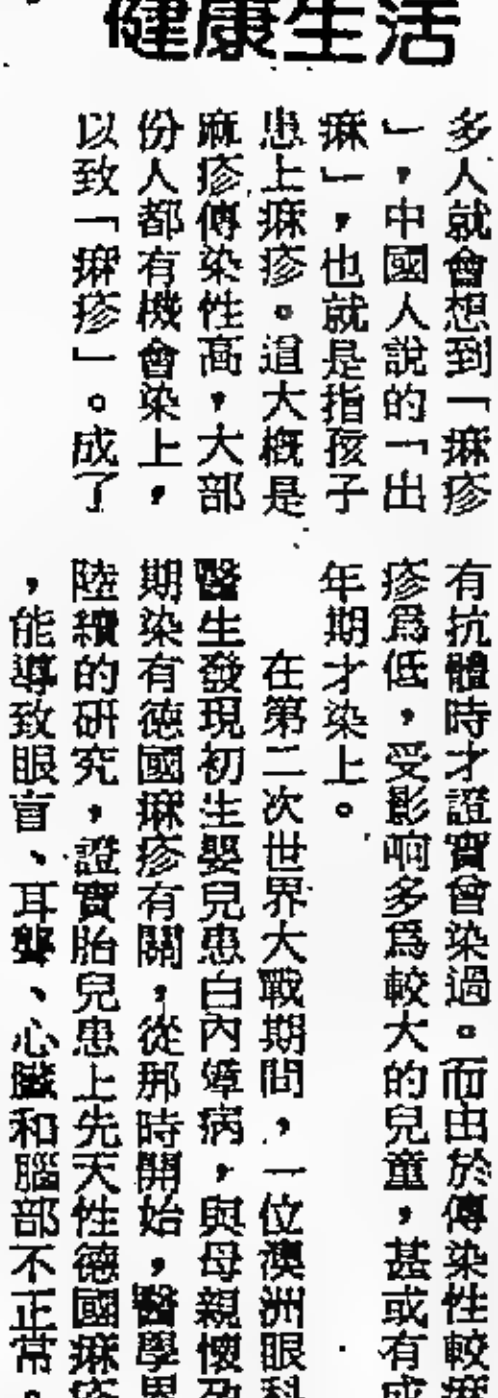 健康生活
多人就會想到「痳疹
」，中國人說的「出
痳」，也就是指孩子
患上痳疹。這大概是
麻疹傳染性高，大部
份人都有機會染上，
以致「痳疹」。成了
有抗體時才證實會染過。而由於傳染性較痳
疹爲低，受影响多爲較大的兒童，甚或有成
年期才染上。
在第二次世界大戰期間，一位澳洲眼科
醫生發現初生嬰兒患白內障病，與母親懷孕
期染有德國痳疹有關，從那時開始，醫學界
陸續的研究，證實胎兒患上先天性德國痳疹
，能導致眼盲、耳聾、心臟和腦部不正常。